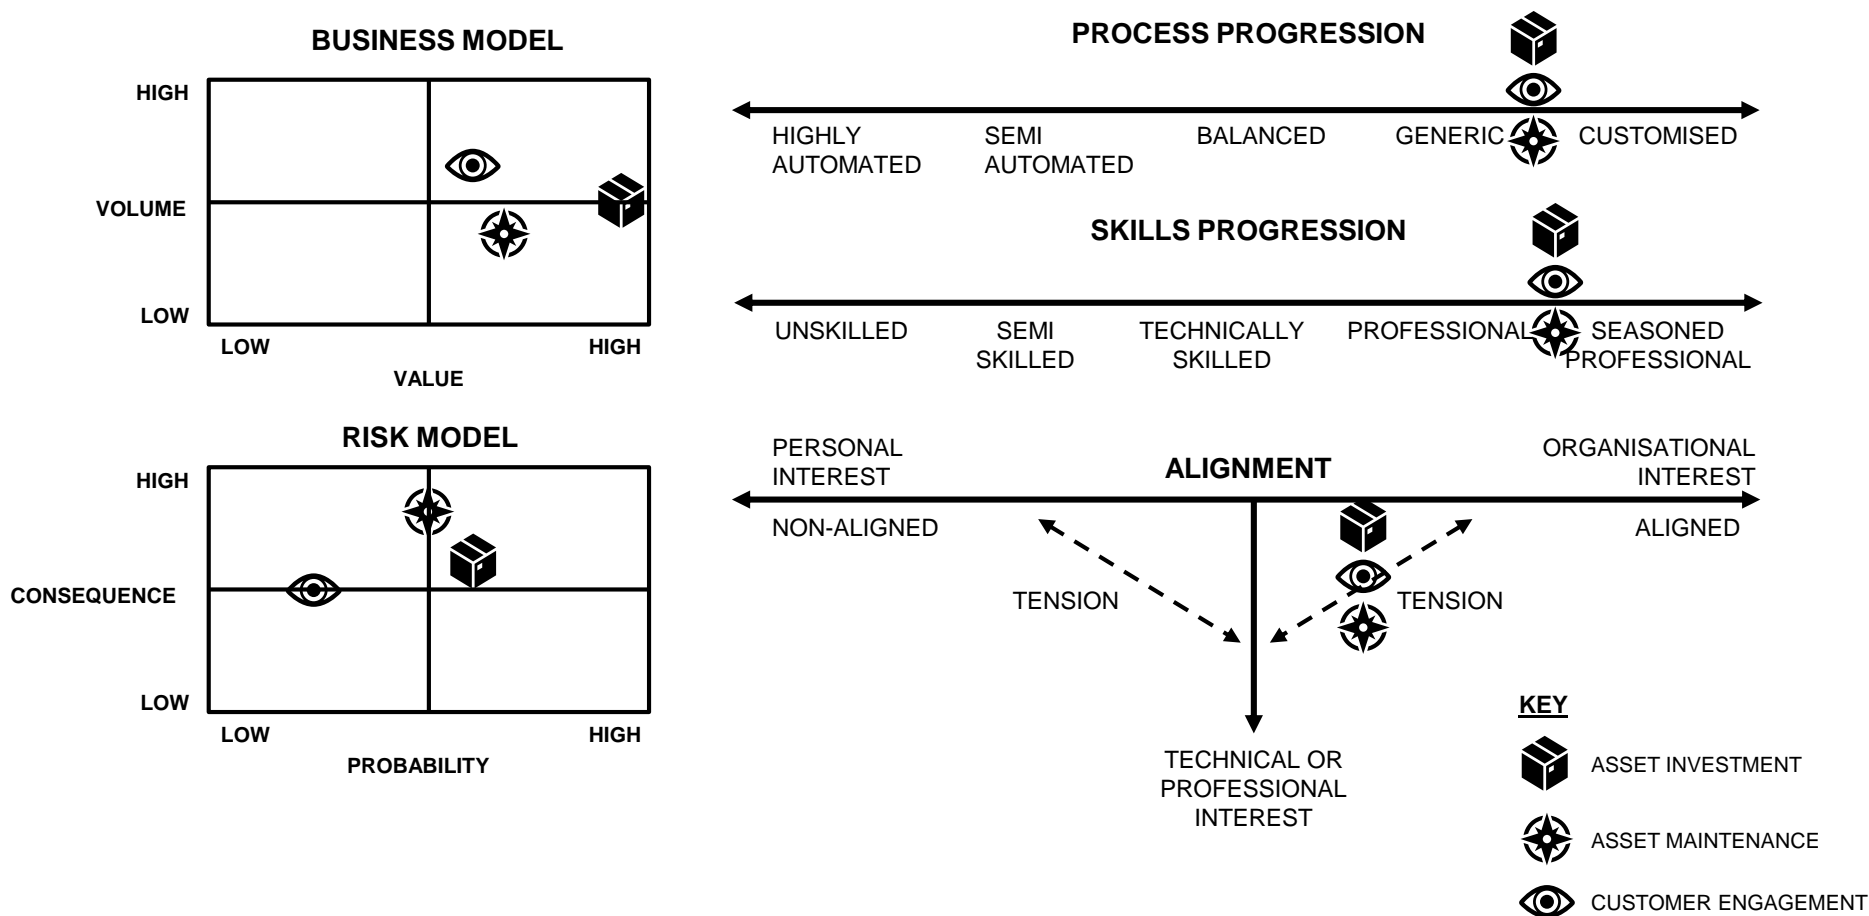 BUSINESS MODEL
HIGH
VOLUME
LOW
LOW
HIGH
VALUE
PROCESS PROGRESSION
HIGHLY
AUTOMATED
SEMI
AUTOMATED
BALANCED
GENERIC
CUSTOMISED
SKILLS PROGRESSION
UNSKILLED
SEMI
SKILLED
TECHNICALLY
SKILLED
PROFESSIONAL
SEASONED
PROFESSIONAL
RISK MODEL
HIGH
CONSEQUENCE
LOW
LOW
HIGH
PROBABILITY
PERSONAL
INTEREST
ALIGNMENT
ORGANISATIONAL
INTEREST
NON-ALIGNED
ALIGNED
TENSION
TENSION
TECHNICAL OR
PROFESSIONAL
INTEREST
KEY
ASSET INVESTMENT
ASSET MAINTENANCE
CUSTOMER ENGAGEMENT